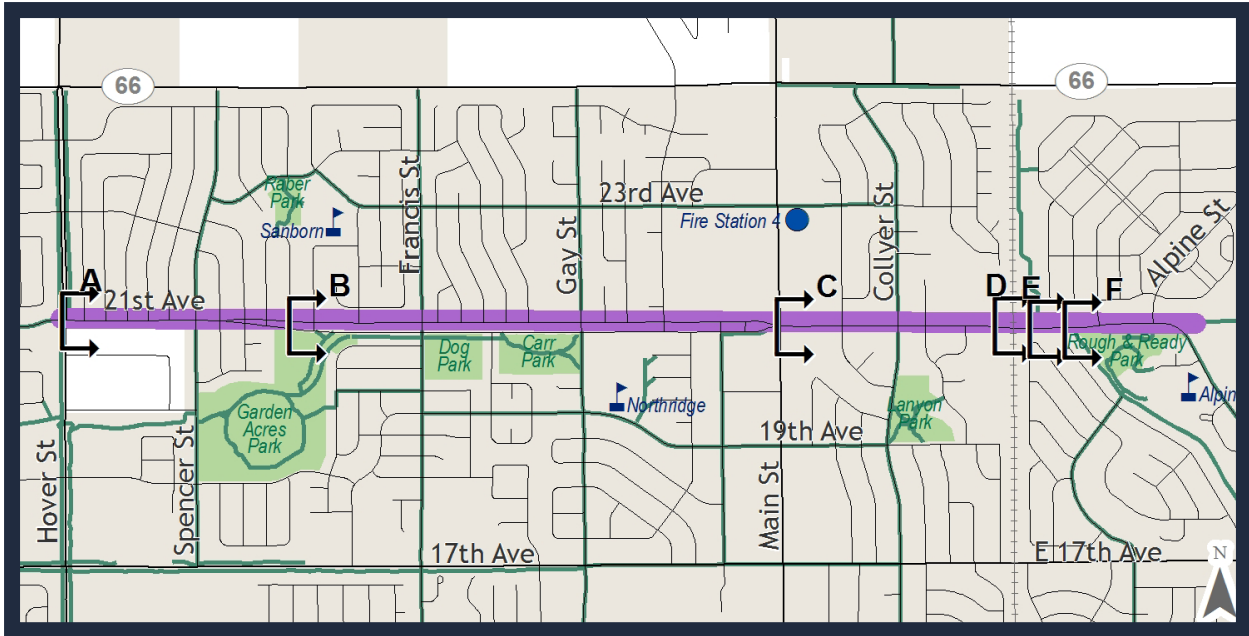 66
66
Raper
Park
Sanborn
Francis St
23rd Ave
Fire Station 4
Gay St
Collyer St
Alpine St
A
21st Ave
B
C
D
E
F
Dog
Park
Carr
Park
Rough & Ready
Park
Alpin
Northridge
Lanyon
Park
Garden
Acres
Park
19th Ave
Hover St
Spencer St
Main St
17th Ave
E 17th Ave
N